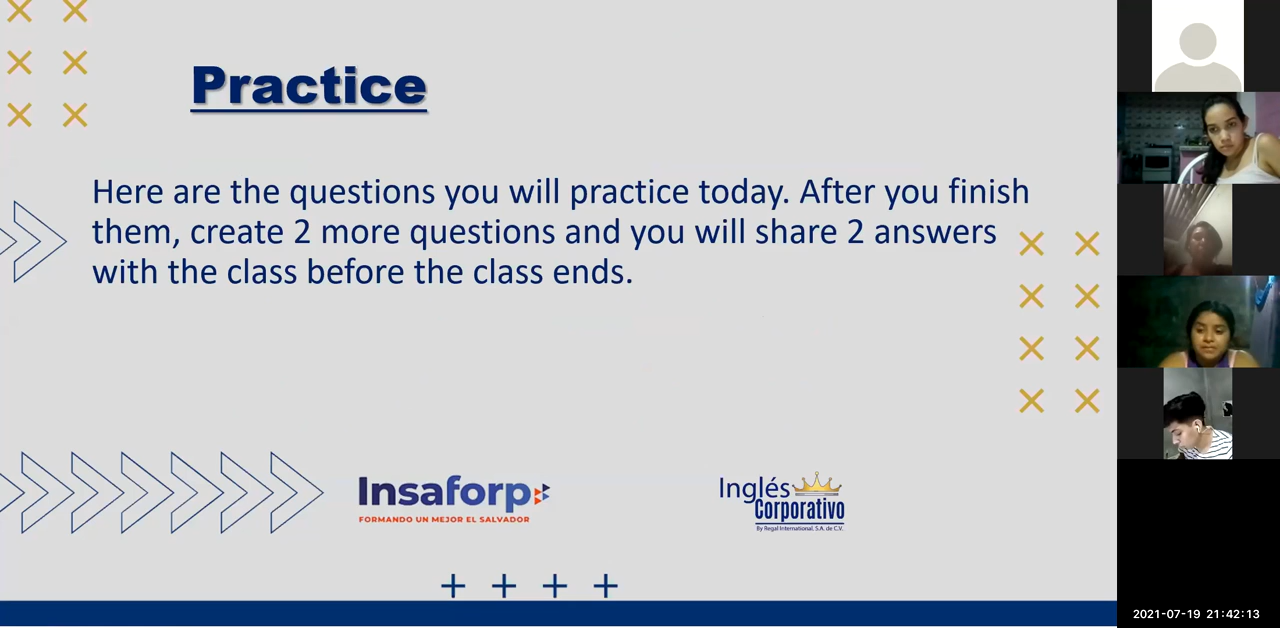 Practice
Here are the questions you will practice today. After you finish
them, create 2 more questions and you will share 2 answers
with the class before the class ends.
Insaforp
FORMANDO UN MEJOR EL SALVADOR
Inglés
Corporativo
By Regal International, S.A. de C.V.
2021-07-19 21:42:13